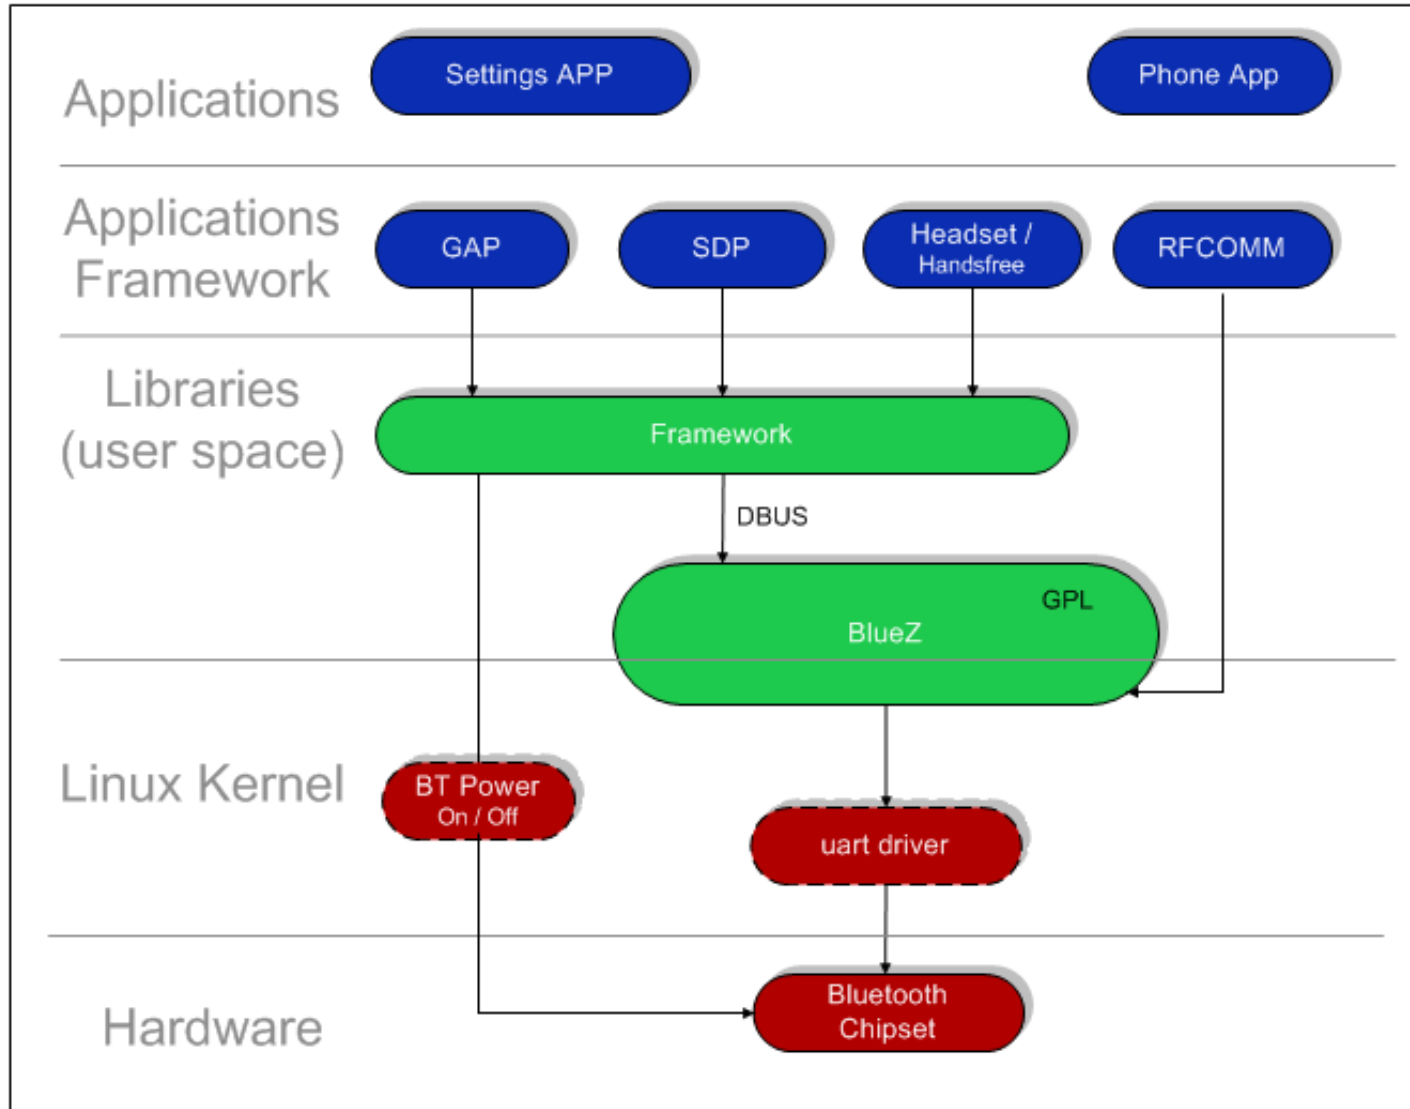 Applications
Settings APP
Phone App
Applications
Framework
GAP
SDP
Headset /
Handsfree
RFCOMM
Libraries
(user space)
Framework
DBUS
GPL
BlueZ
Linux Kernel
BT Power
On / Off
uart driver
Hardware
Bluetooth
Chipset